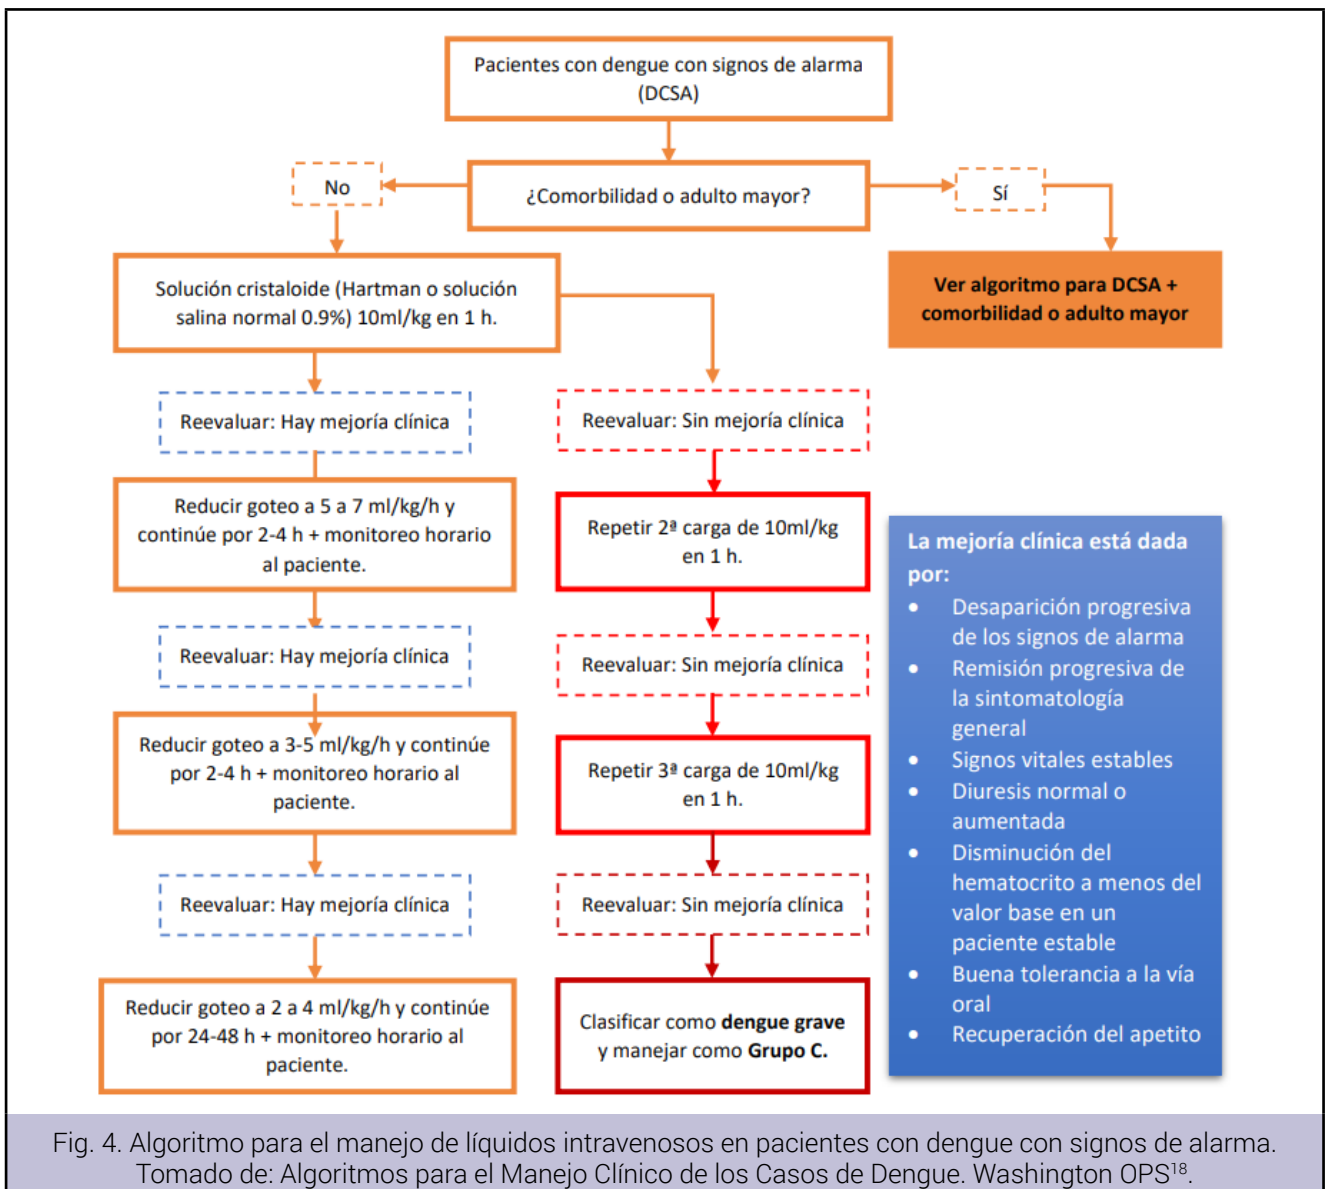 Pacientes con dengue con signos de alarma
(DCSA)
No
¿Comorbilidad o adulto mayor?
Sí
Solución cristaloide (Hartman o solución
salina normal 0.9%) 10ml/kg en 1 h.
Ver algoritmo para DCSA +
comorbilidad o adulto mayor
Reevaluar: Hay mejoría clínica
Reducir goteo a 5 a 7 ml/kg/h y
continúe por 2-4 h + monitoreo horario
al paciente.
Reevaluar: Hay mejoría clínica
Reducir goteo a 3-5 ml/kg/h y continúe
por 2-4 h + monitoreo horario al
paciente.
Reevaluar: Hay mejoría clínica
Reducir goteo a 2 a 4 ml/kg/h y continúe
por 24-48 h + monitoreo horario al
paciente.
Reevaluar: Sin mejoría clínica
Repetir 2ª carga de 10ml/kg
en 1 h.
Reevaluar: Sin mejoría clínica
Repetir 3ª carga de 10ml/kg
en 1 h.
Reevaluar: Sin mejoría clínica
Clasificar como dengue grave
y manejar como Grupo C.
La mejoría clínica está dada
por:
• Desaparición progresiva
de los signos de alarma
• Remisión progresiva de
la sintomatología
general
• Signos vitales estables
• Diuresis normal o
aumentada
• Disminución del
hematocrito a menos del
valor base en un
paciente estable
• Buena tolerancia a la vía
oral
• Recuperación del apetito
Fig. 4. Algoritmo para el manejo de líquidos intravenosos en pacientes con dengue con signos de alarma.
Tomado de: Algoritmos para el Manejo Clínico de los Casos de Dengue. Washington OPS¹⁸.